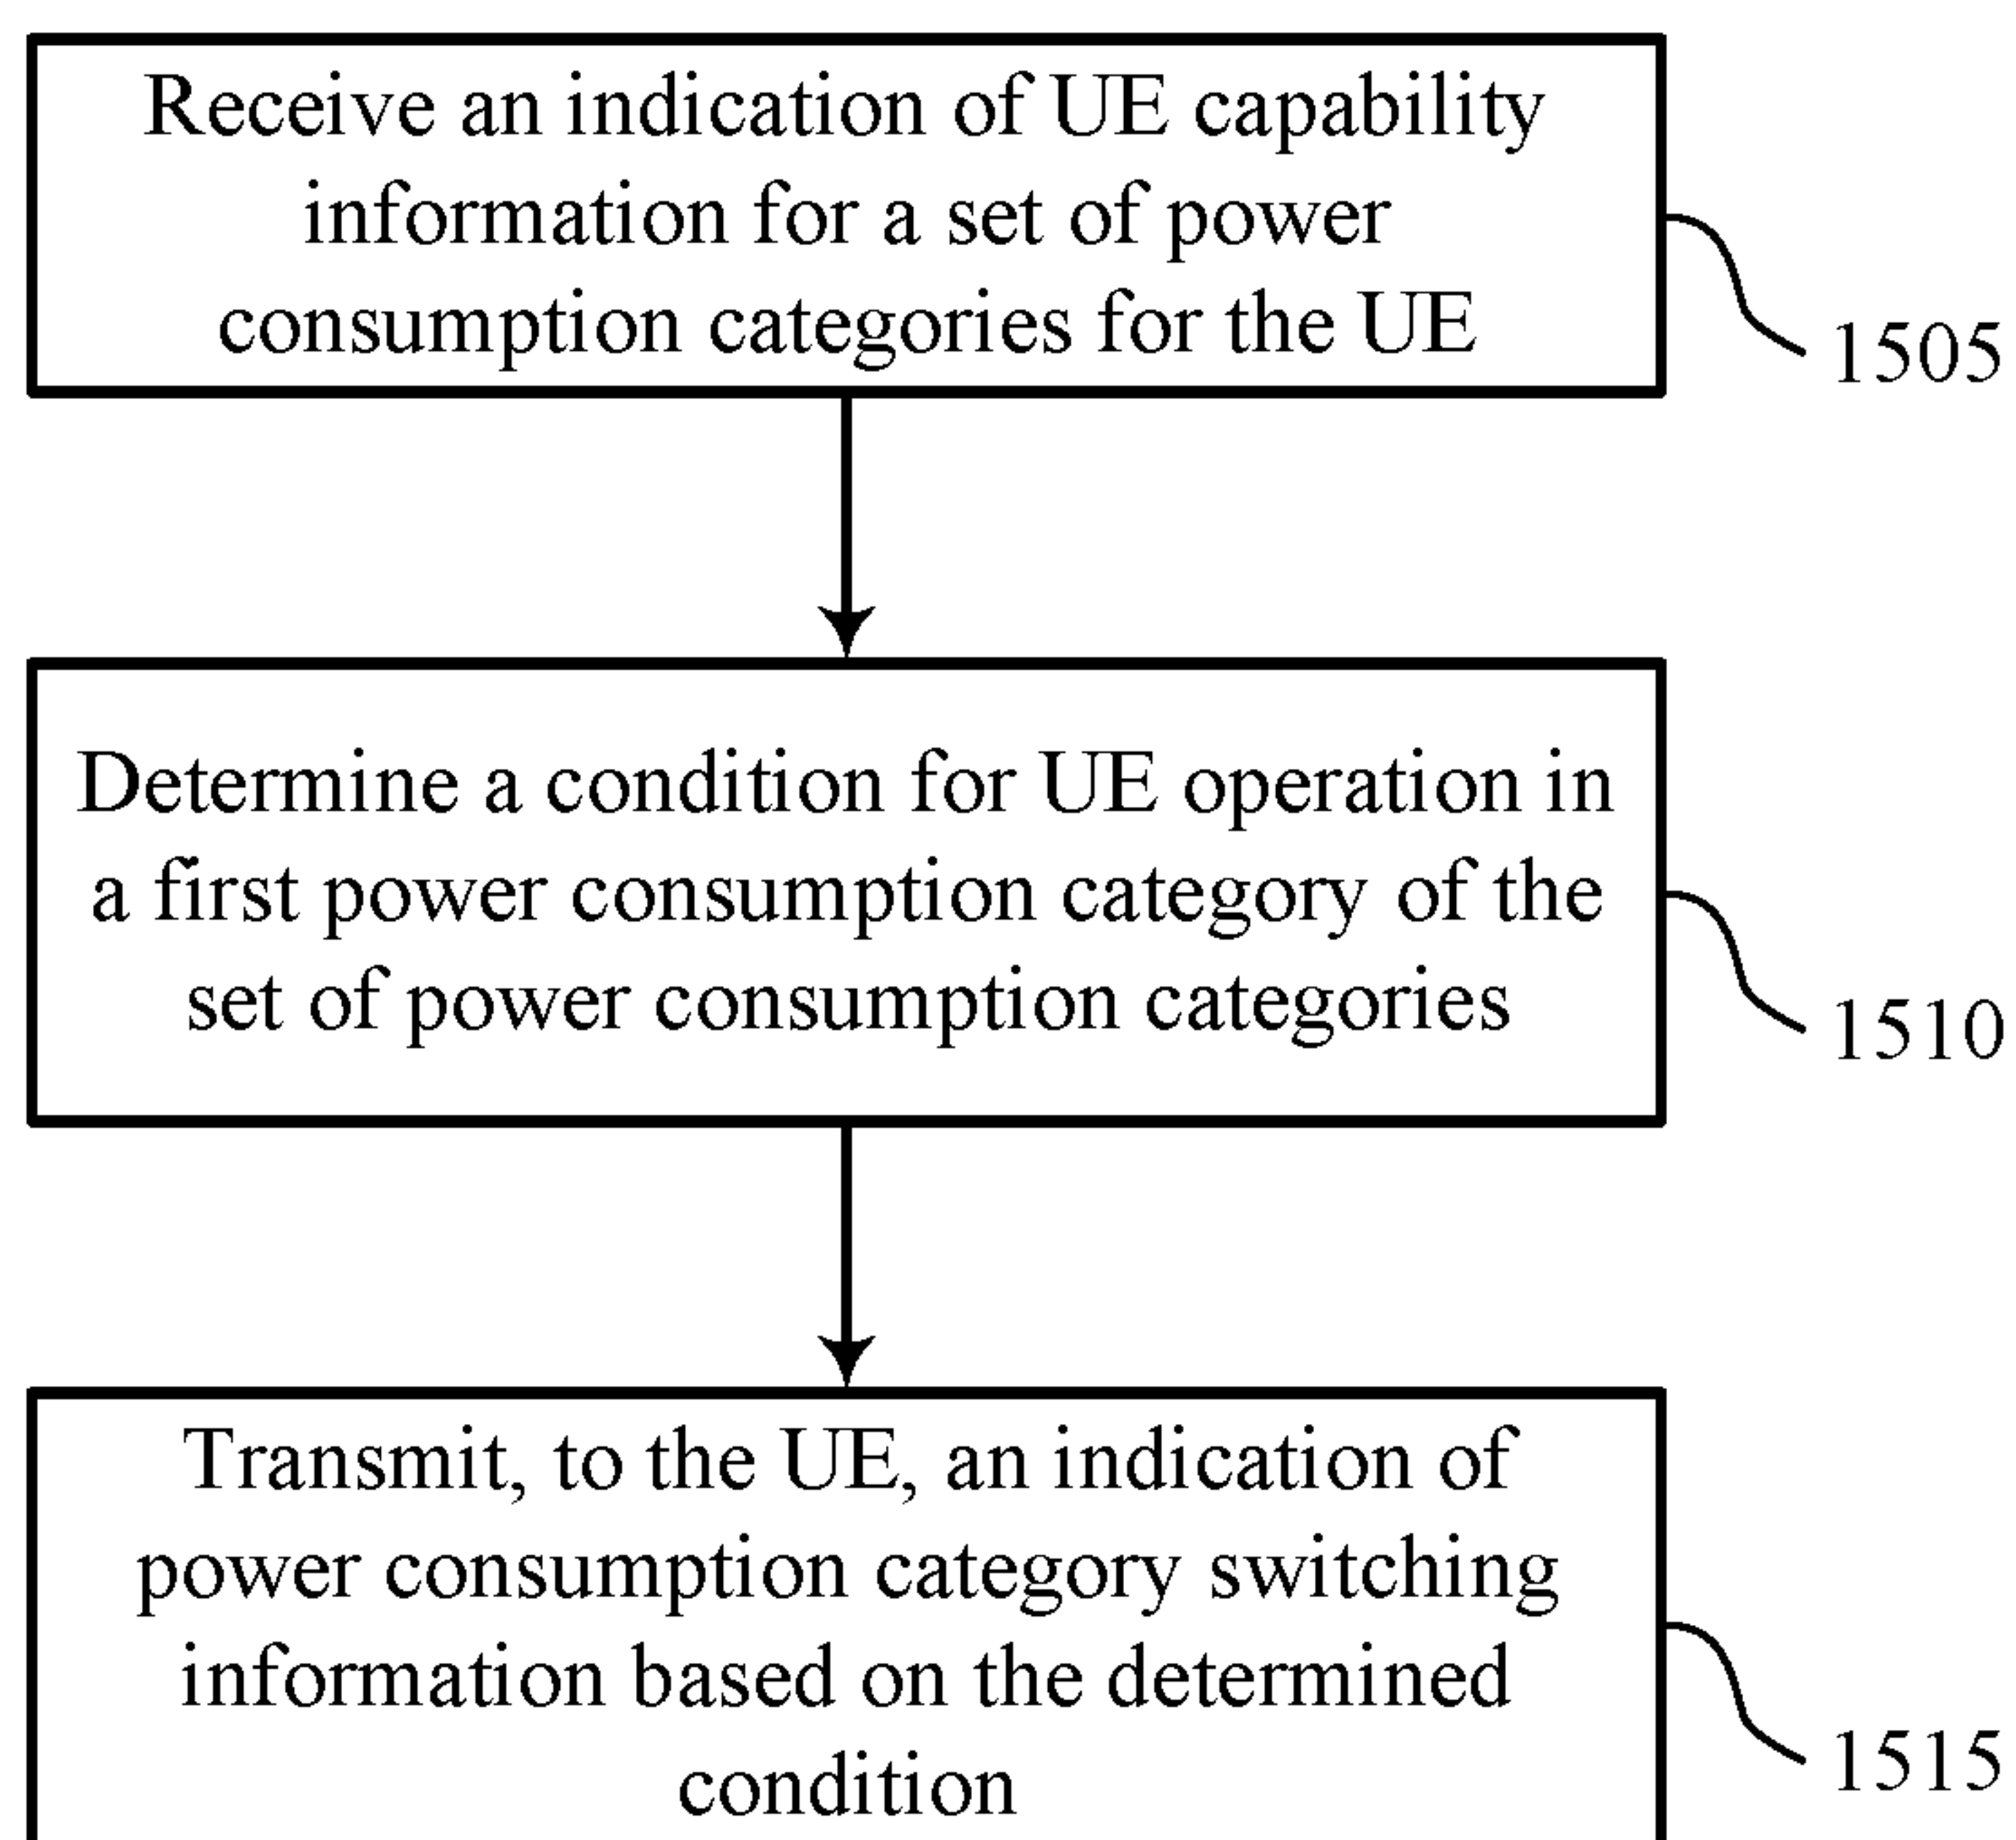 Receive an indication of UE capability
information for a set of power
consumption categories for the UE
1505
Determine a condition for UE operation in
a first power consumption category of the
set of power consumption categories
1510
Transmit, to the UE, an indication of
power consumption category switching
information based on the determined
condition
1515